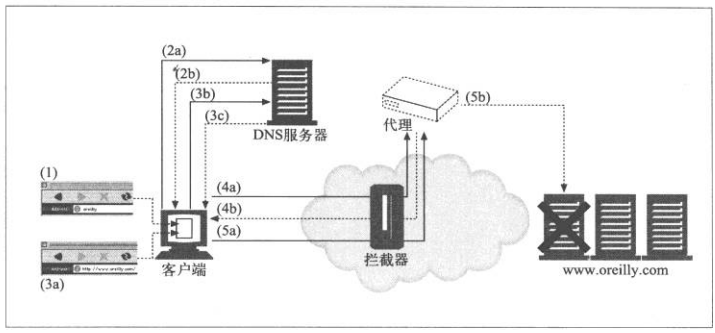 (2a)
(2b)
(3b)
(3c)
DNS服务器
代理
(5b)
(1)
oreilly
(4a)
(4b)
(5a)
http://www.oreilly.com/
(3a)
客户端
拦截器
www.oreilly.com